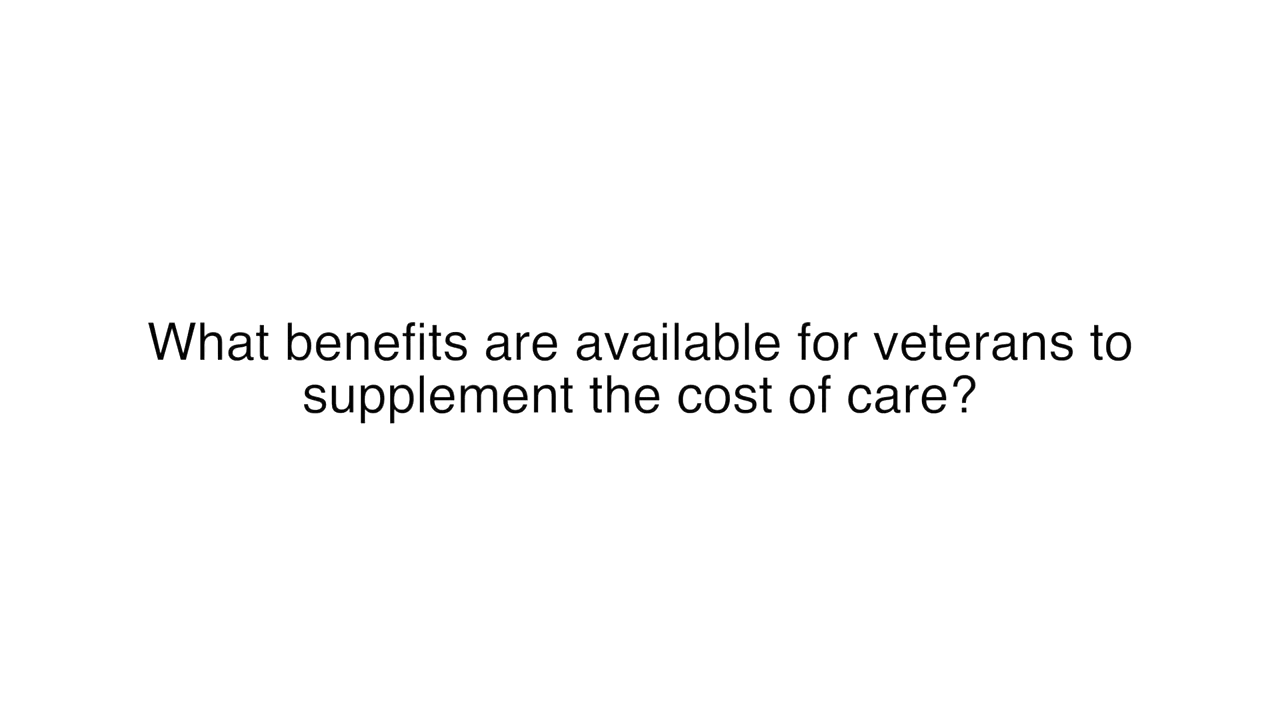 What benefits are available for veterans to
supplement the cost of care?